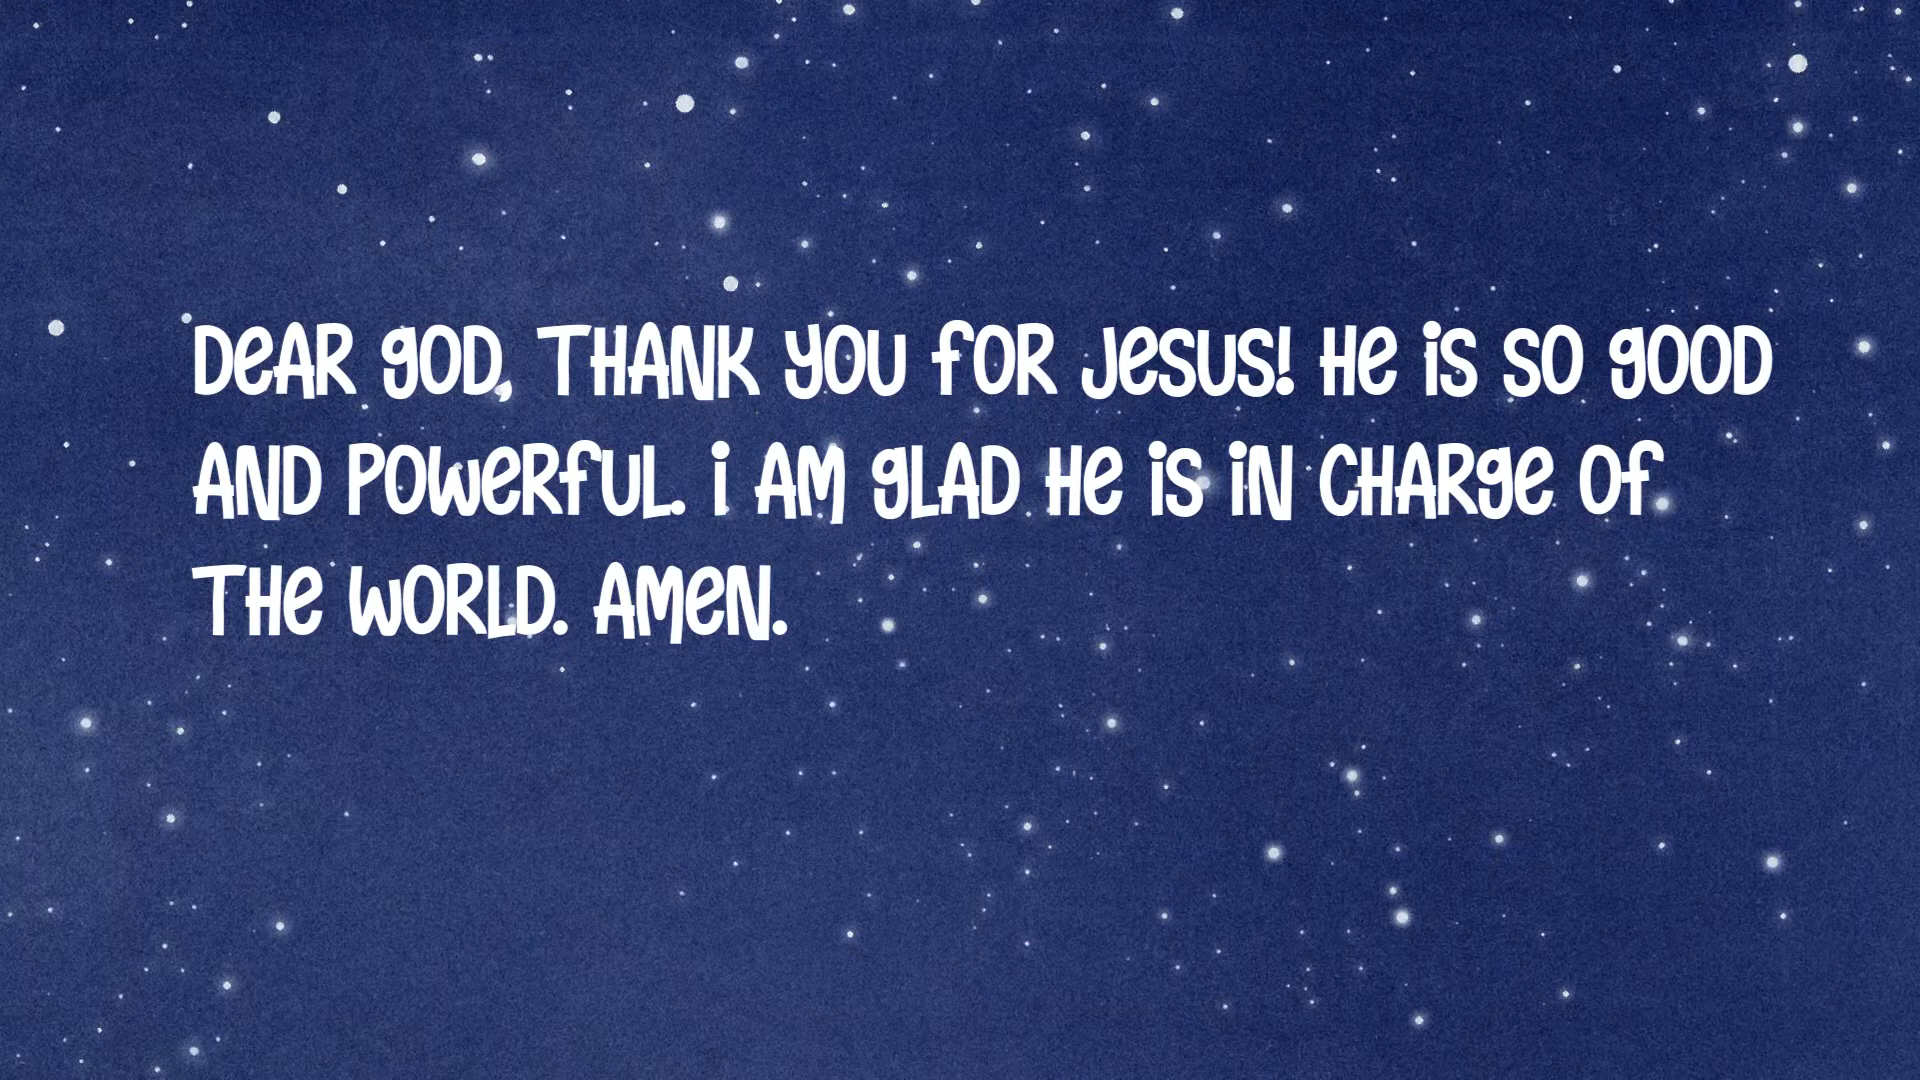 Dear God, thank you for Jesus! He is so good
and powerful. I am glad He is in charge of
the world. Amen.